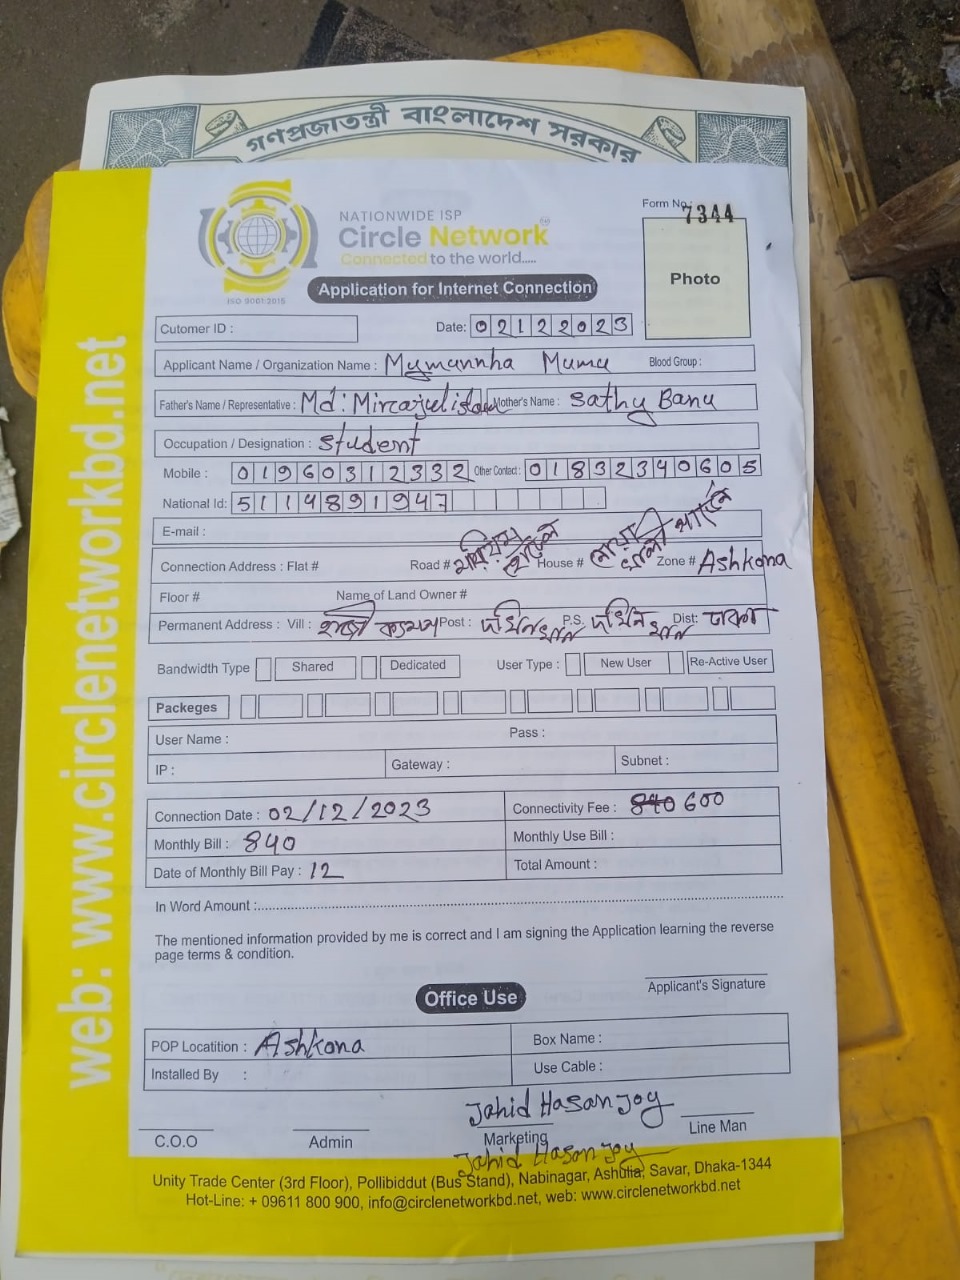 গণপ্রজাতন্ত্রী বাংলাদেশ সরকার
Form No: 7344
NATIONWIDE ISP
Circle Network
Connected to the world.....
ISO 9001:2015
Photo
Application for Internet Connection
Cutomer ID : Date: 02122023
Applicant Name / Organization Name : Mymannha Muma Blood Group :
Father's Name / Representative : Md: Mircajulislam Mother's Name : Sathy Banu
Occupation / Designation : Student
Mobile : 01960312332 Other Contact : 01832340605
National Id: 5114891947
E-mail :
Connection Address : Flat # Road # House # Zone # Ashkona
Floor # Name of Land Owner #
Permanent Address : Vill : হাজী Post : দক্ষিনখান P.S. দক্ষিনখান Dist: ঢাকা
Bandwidth Type Shared Dedicated User Type : New User Re-Active User
Packeges
User Name : Pass :
IP : Gateway : Subnet :
Connection Date : 02/12/2023 Connectivity Fee : 840 600
Monthly Bill : 840 Monthly Use Bill :
Date of Monthly Bill Pay : 12 Total Amount :
In Word Amount :
The mentioned information provided by me is correct and I am signing the Application learning the reverse
page terms & condition.
Applicant's Signature
Office Use
POP Locatition : Ashkona Box Name :
Installed By : Use Cable :
Jahid Hasan Joy
C.O.O Admin Marketing Line Man
Jahid Hasan Joy
Unity Trade Center (3rd Floor), Pollibiddut (Bus Stand), Nabinagar, Ashulia, Savar, Dhaka-1344
Hot-Line: + 09611 800 900, info@circlenetworkbd.net, web: www.circlenetworkbd.net
web: www.circlenetworkbd.net